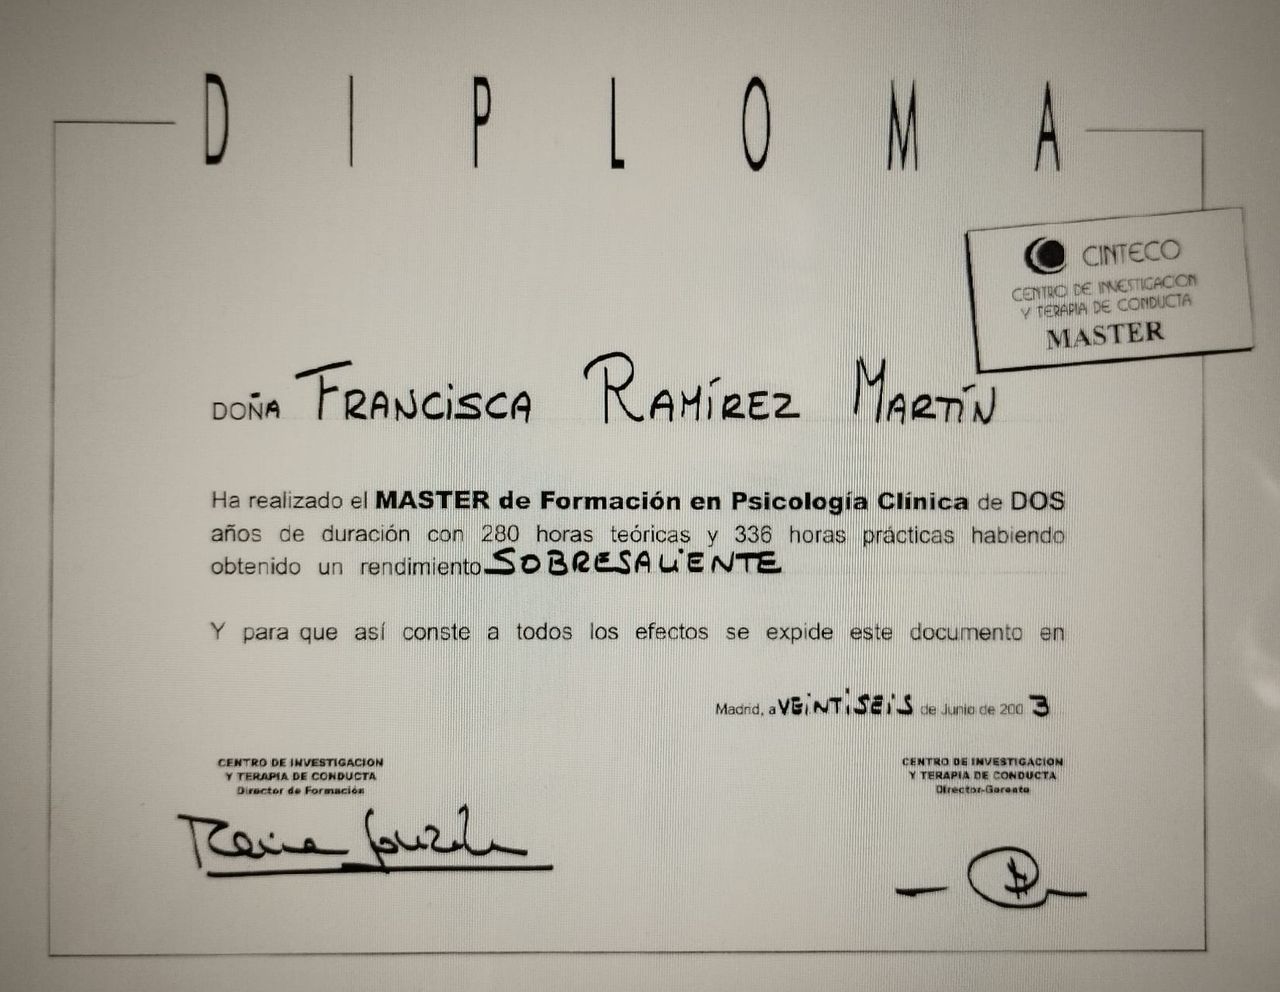 DIPLOMA
CINTECO
CENTRO DE INVESTIGACION
Y TERAPIA DE CONDUCTA
MASTER
DOÑA FRANCISCA RAMÍREZ MARTÍN
Ha realizado el MASTER de Formación en Psicología Clínica de DOS
años de duración con 280 horas teóricas y 336 horas prácticas habiendo
obtenido un rendimiento SOBRESALIENTE
Y para que así conste a todos los efectos se expide este documento en
Madrid, a VEINTISEIS de Junio de 2003
CENTRO DE INVESTIGACION
Y TERAPIA DE CONDUCTA
Director de Formación
CENTRO DE INVESTIGACION
Y TERAPIA DE CONDUCTA
Director-Gerente